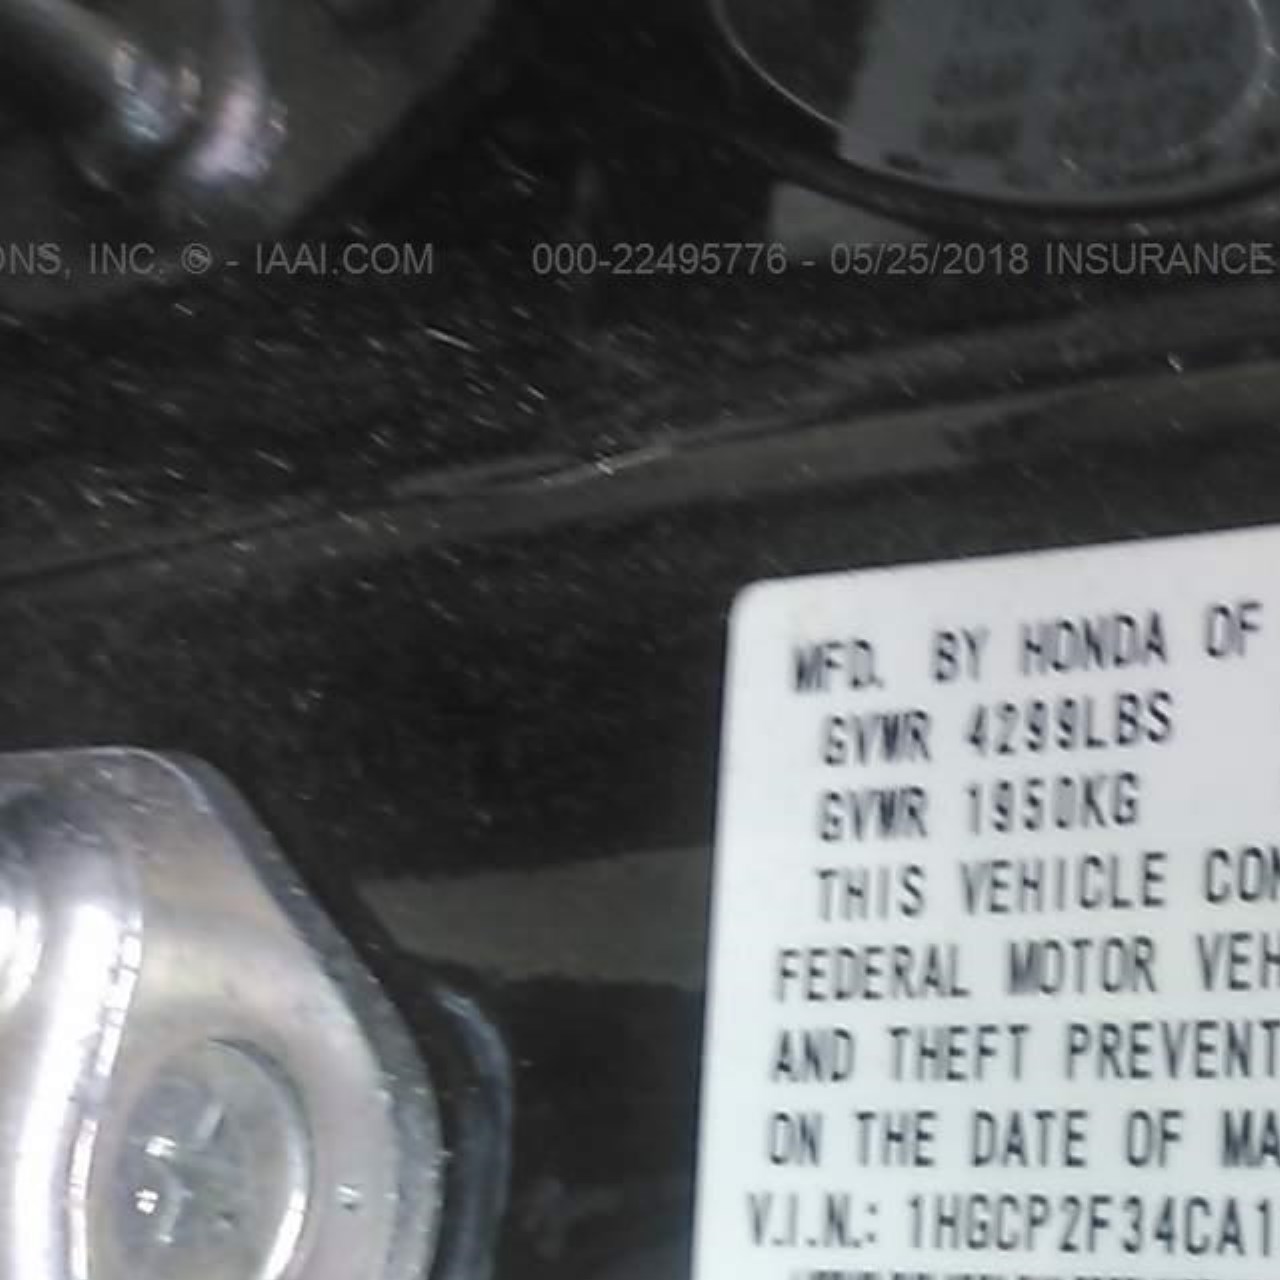 ONS, INC. ® - IAAI.COM 000-22495776 - 05/25/2018 INSURANCE
MFD. BY HONDA OF
GVWR 4299LBS
GVWR 1950KG
THIS VEHICLE CON
FEDERAL MOTOR VEH
AND THEFT PREVENT
ON THE DATE OF MA
V.I.N.: 1HGCP2F34CA1